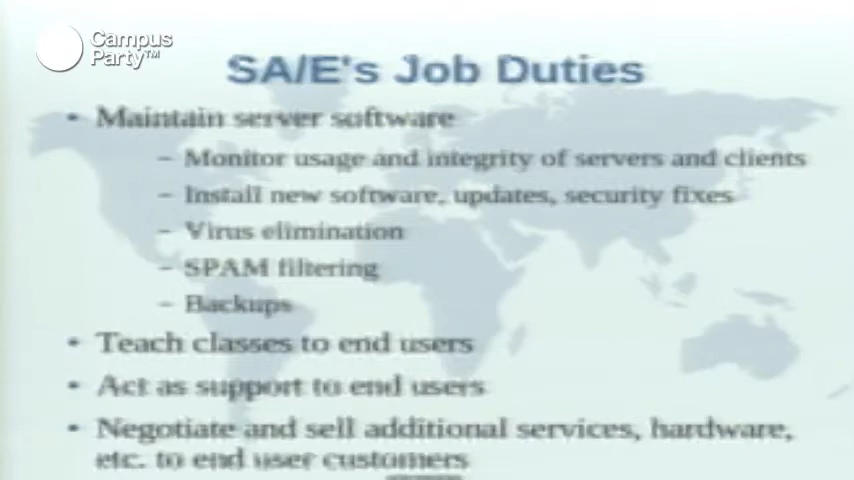 Campus
Party™
SA/E's Job Duties
• Maintain server software
– Monitor usage and integrity of servers and clients
– Install new software, updates, security fixes
– Virus elimination
– SPAM filtering
– Backups
• Teach classes to end users
• Act as support to end users
• Negotiate and sell additional services, hardware,
etc. to end user customers